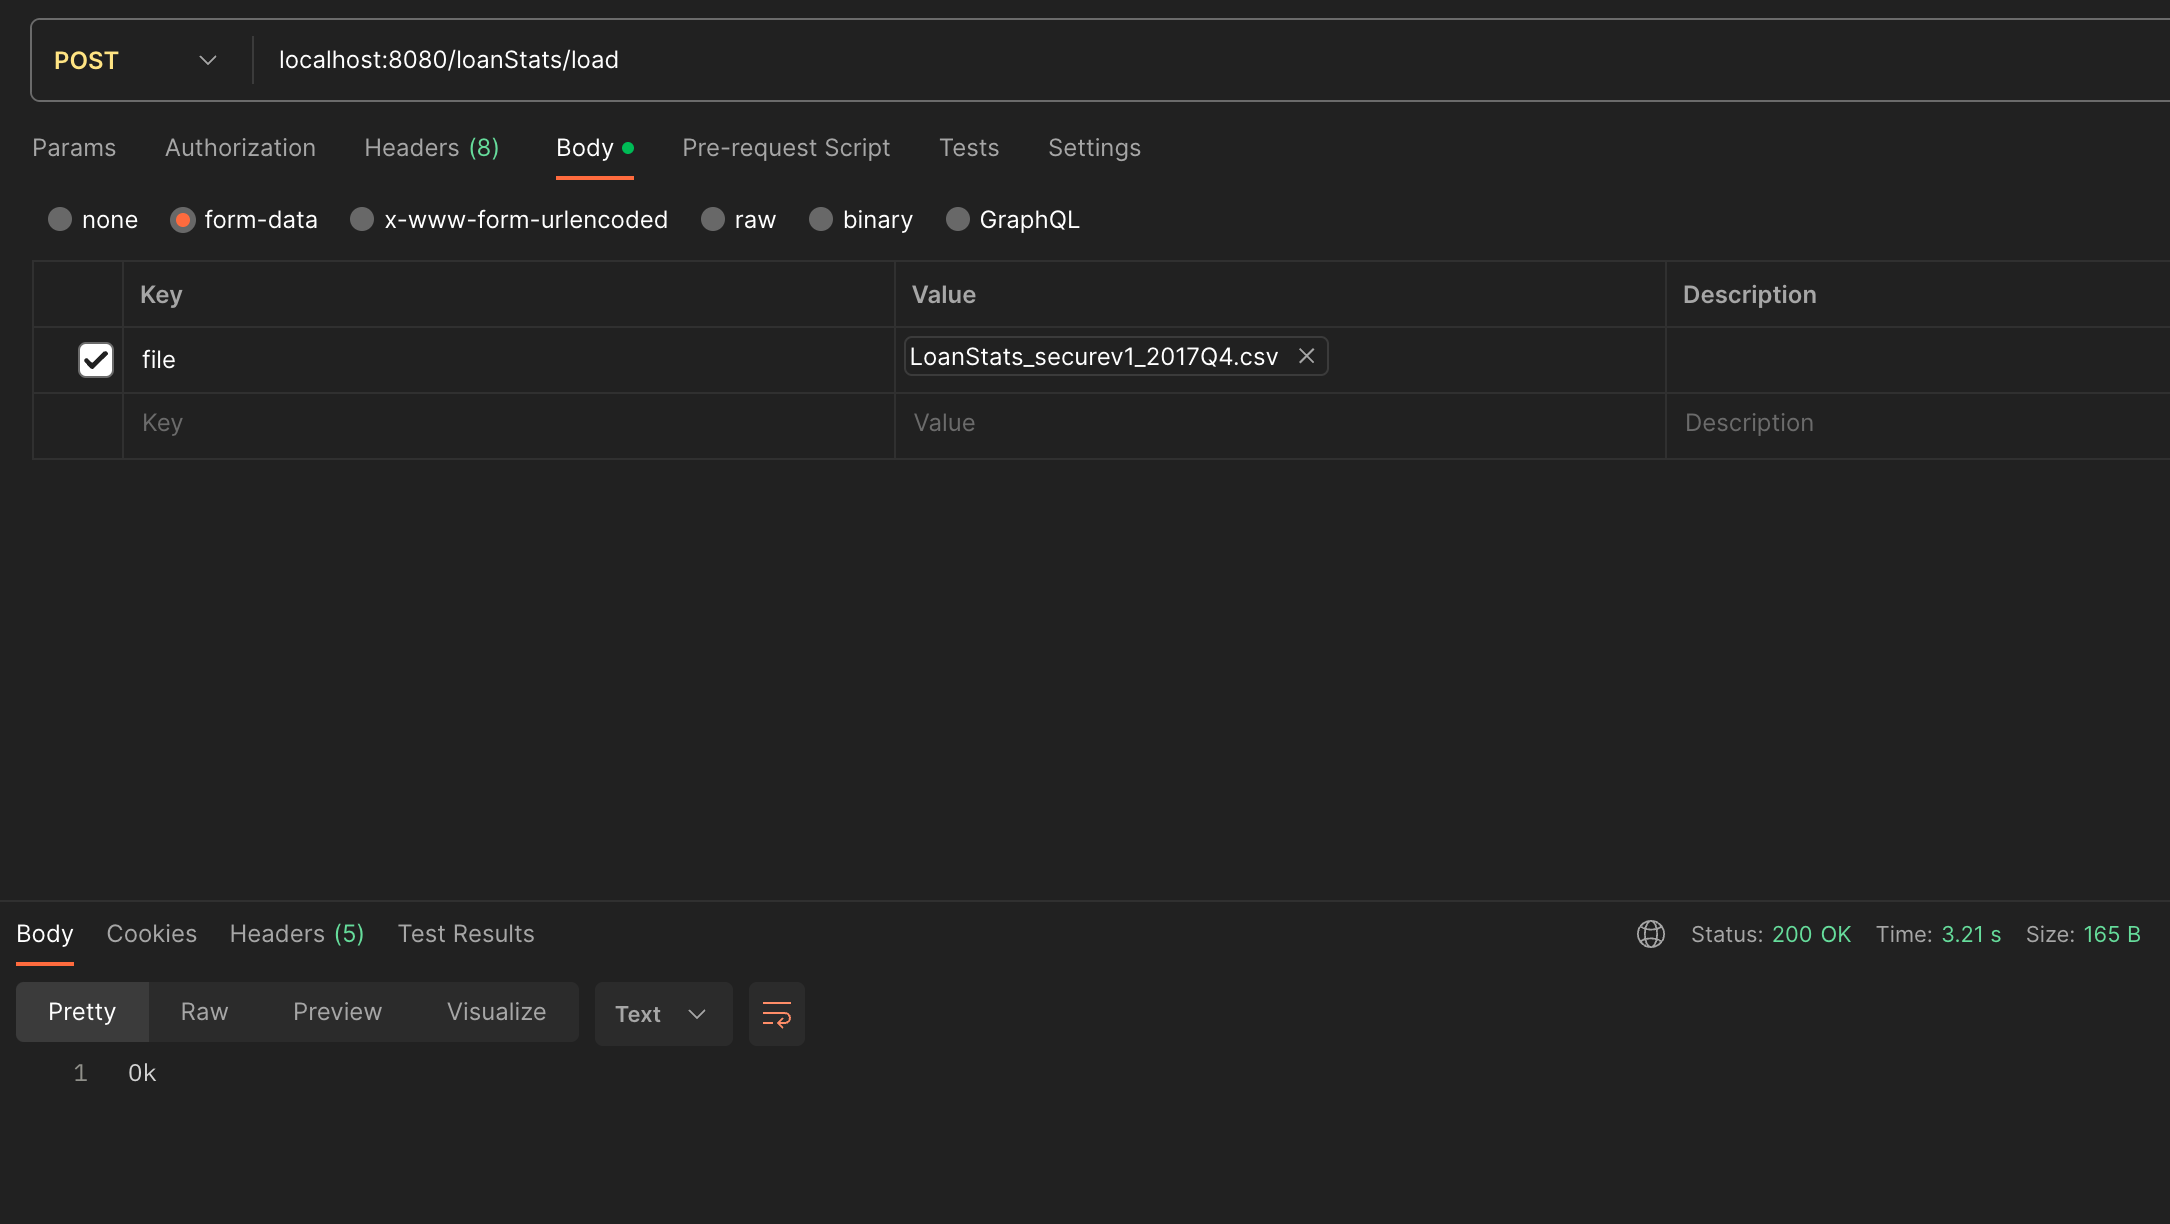 POST localhost:8080/loanStats/load
Params Authorization Headers (8) Body Pre-request Script Tests Settings
none form-data x-www-form-urlencoded raw binary GraphQL
Key Value Description
file LoanStats_securev1_2017Q4.csv
Key Value Description
Body Cookies Headers (5) Test Results Status: 200 OK Time: 3.21 s Size: 165 B
Pretty Raw Preview Visualize Text
1 Ok